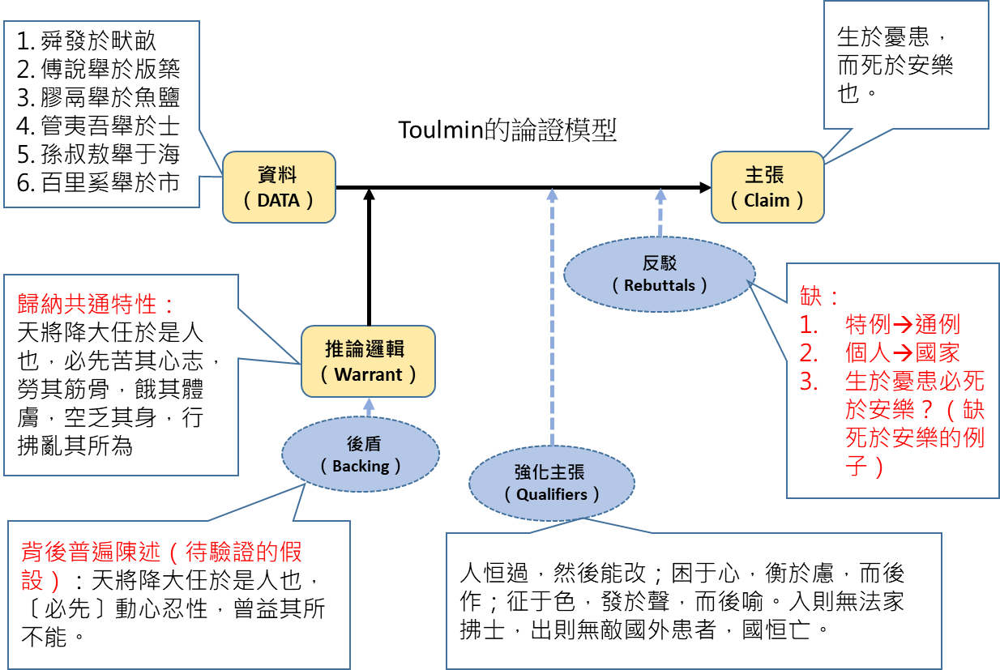 1. 舜發於畎畝
2. 傅說舉於版築
3. 膠鬲舉於魚鹽
4. 管夷吾舉於士
5. 孫叔敖舉于海
6. 百里奚舉於市
生於憂患，
而死於安樂
也。
Toulmin的論證模型
資料
（DATA）
主張
（Claim）
反駁
（Rebuttals）
缺：
1. 特例→通例
2. 個人→國家
3. 生於憂患必死
於安樂？（缺
死於安樂的例
子）
歸納共通特性：
天將降大任於是人
也，必先苦其心志，
勞其筋骨，餓其體
膚，空乏其身，行
拂亂其所為
推論邏輯
（Warrant）
後盾
（Backing）
強化主張
（Qualifiers）
背後普遍陳述（待驗證的假
設）：天將降大任於是人也，
〔必先〕動心忍性，曾益其所
不能。
人恒過，然後能改；困于心，衡於慮，而後
作；征于色，發於聲，而後喻。入則無法家
拂士，出則無敵國外患者，國恒亡。